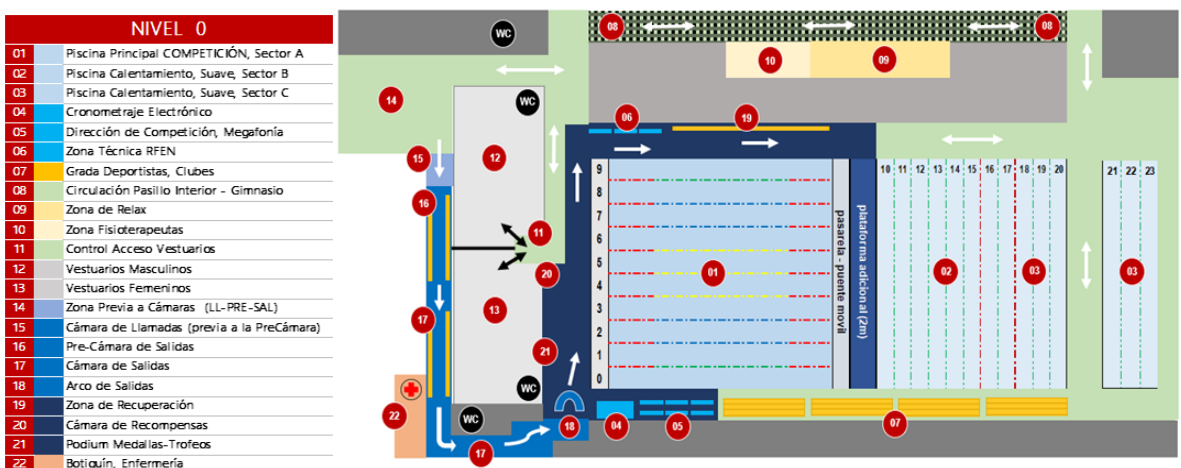 NIVEL 0
01 Piscina Principal COMPETICIÓN, Sector A
02 Piscina Calentamiento, Suave, Sector B
03 Piscina Calentamiento, Suave, Sector C
04 Cronometraje Electrónico
05 Dirección de Competición, Megafonía
06 Zona Técnica RFEN
07 Grada Deportistas, Clubes
08 Circulación Pasillo Interior - Gimnasio
09 Zona de Relax
10 Zona Fisioterapeutas
11 Control Acceso Vestuarios
12 Vestuarios Masculinos
13 Vestuarios Femeninos
14 Zona Previa a Cámaras (LL-PRE-SAL)
15 Cámara de Llamadas (previa a la PreCámara)
16 Pre-Cámara de Salidas
17 Cámara de Salidas
18 Arco de Salidas
19 Zona de Recuperación
20 Cámara de Recompensas
21 Podium Medallas-Trofeos
22 Botiquín, Enfermería
WC
08
08
10
09
14
WC
06
19
15
12
9
10 11 12 13 14 15 16 17 18 19 20
21 22 23
8
16
7
11
6
pasarela - puente movil
plataforma adicional (2m)
20
5
01
02
03
03
4
13
3
17
2
21
1
0
WC
22
WC
18
04
05
07
17